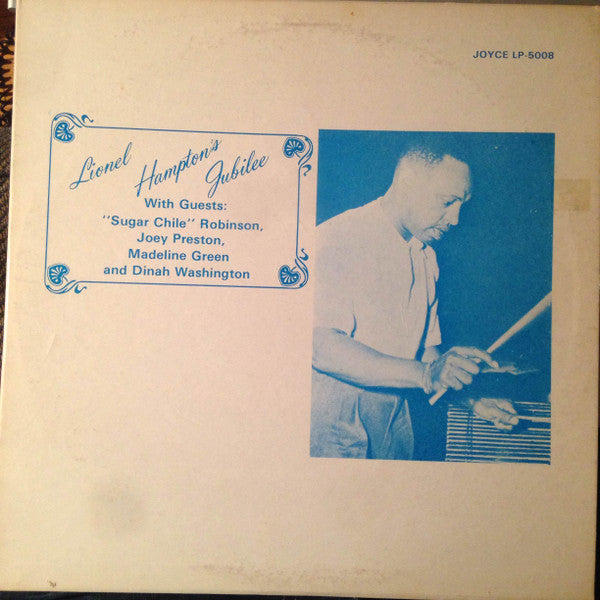 JOYCE LP-5008
Lionel
Hampton's
Jubilee
With Guests:
"Sugar Chile" Robinson,
Joey Preston,
Madeline Green
and Dinah Washington